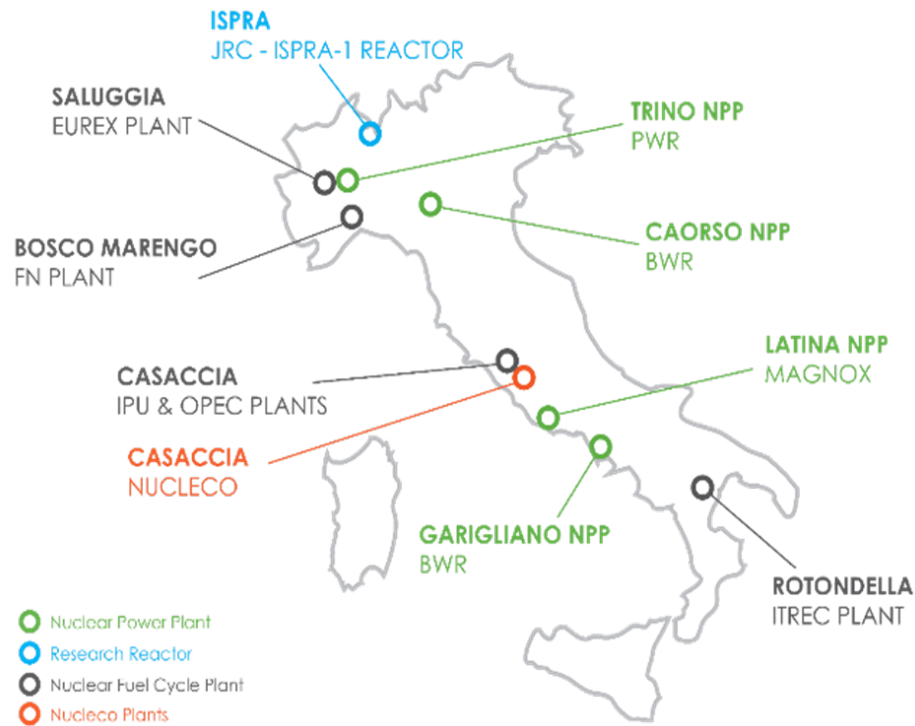 ISPRA
JRC - ISPRA-1 REACTOR
SALUGGIA
EUREX PLANT
TRINO NPP
PWR
CAORSO NPP
BWR
BOSCO MARENGO
FN PLANT
LATINA NPP
MAGNOX
CASACCIA
IPU & OPEC PLANTS
CASACCIA
NUCLECO
GARIGLIANO NPP
BWR
ROTONDELLA
ITREC PLANT
Nuclear Power Plant
Research Reactor
Nuclear Fuel Cycle Plant
Nucleco Plants